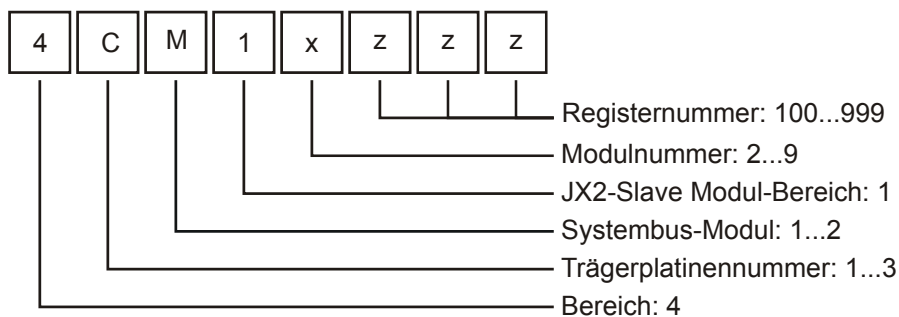 4 C M 1 x z z z
Registernummer: 100...999
Modulnummer: 2...9
JX2-Slave Modul-Bereich: 1
Systembus-Modul: 1...2
Trägerplatinennummer: 1...3
Bereich: 4